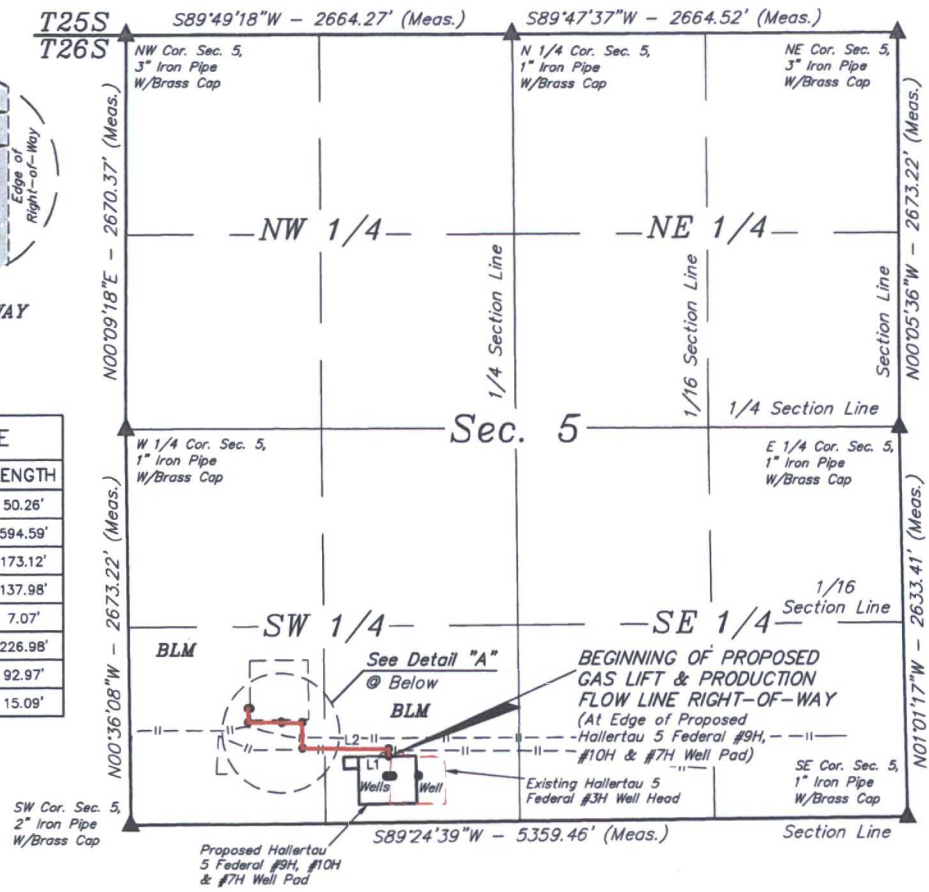 T25S
T26S
S89°49'18"W – 2664.27' (Meas.)
S89°47'37"W – 2664.52' (Meas.)
NW Cor. Sec. 5,
3" Iron Pipe
W/Brass Cap
N 1/4 Cor. Sec. 5,
1" Iron Pipe
W/Brass Cap
NE Cor. Sec. 5,
3" Iron Pipe
W/Brass Cap
Edge of
Right-of-Way
N00°09'18"E – 2670.37' (Meas.)
NW 1/4
NE 1/4
1/4 Section Line
1/16 Section Line
Section Line
N00°05'36"W – 2673.22' (Meas.)
WAY
1/4 Section Line
Sec. 5
W 1/4 Cor. Sec. 5,
1" Iron Pipe
W/Brass Cap
E 1/4 Cor. Sec. 5,
1" Iron Pipe
W/Brass Cap
E
LENGTH
50.26'
594.59'
173.12'
137.98'
7.07'
226.98'
92.97'
15.09'
N00°36'08"W – 2673.22' (Meas.)
N01°01'17"W – 2633.41' (Meas.)
1/16
Section Line
SW 1/4
SE 1/4
BLM
See Detail "A"
@ Below
BLM
BEGINNING OF PROPOSED
GAS LIFT & PRODUCTION
FLOW LINE RIGHT-OF-WAY
(At Edge of Proposed
Hallertau 5 Federal #9H,
#10H & #7H Well Pad)
L2
L1
Wells
Well
Existing Hallertau 5
Federal #3H Well Head
SE Cor. Sec. 5,
1" Iron Pipe
W/Brass Cap
SW Cor. Sec. 5,
2" Iron Pipe
W/Brass Cap
S89°24'39"W – 5359.46' (Meas.)
Section Line
Proposed Hallertau
5 Federal #9H, #10H
& #7H Well Pad